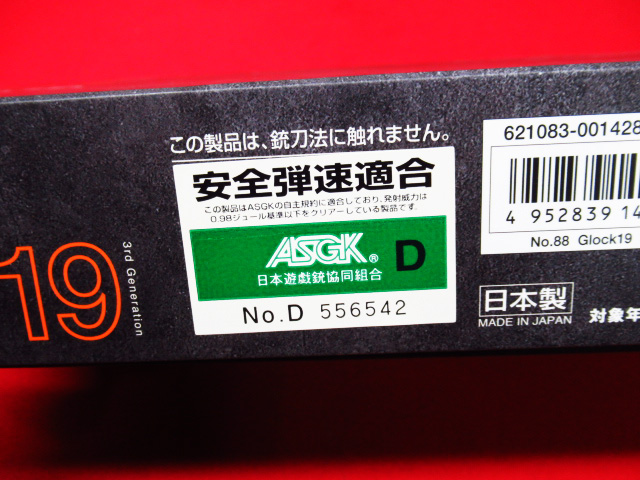 19
3rd Generation
この製品は、銃刀法に触れません。
安全弾速適合
この製品はASGKの自主規約に適合しており、発射威力は
0.98ジュール基準以下をクリアーしている製品です。
ASGK® D
日本遊戯銃協同組合
No.D 556542
621083-001428
4 952839 14
No.88 Glock19
日本製
MADE IN JAPAN
対象年